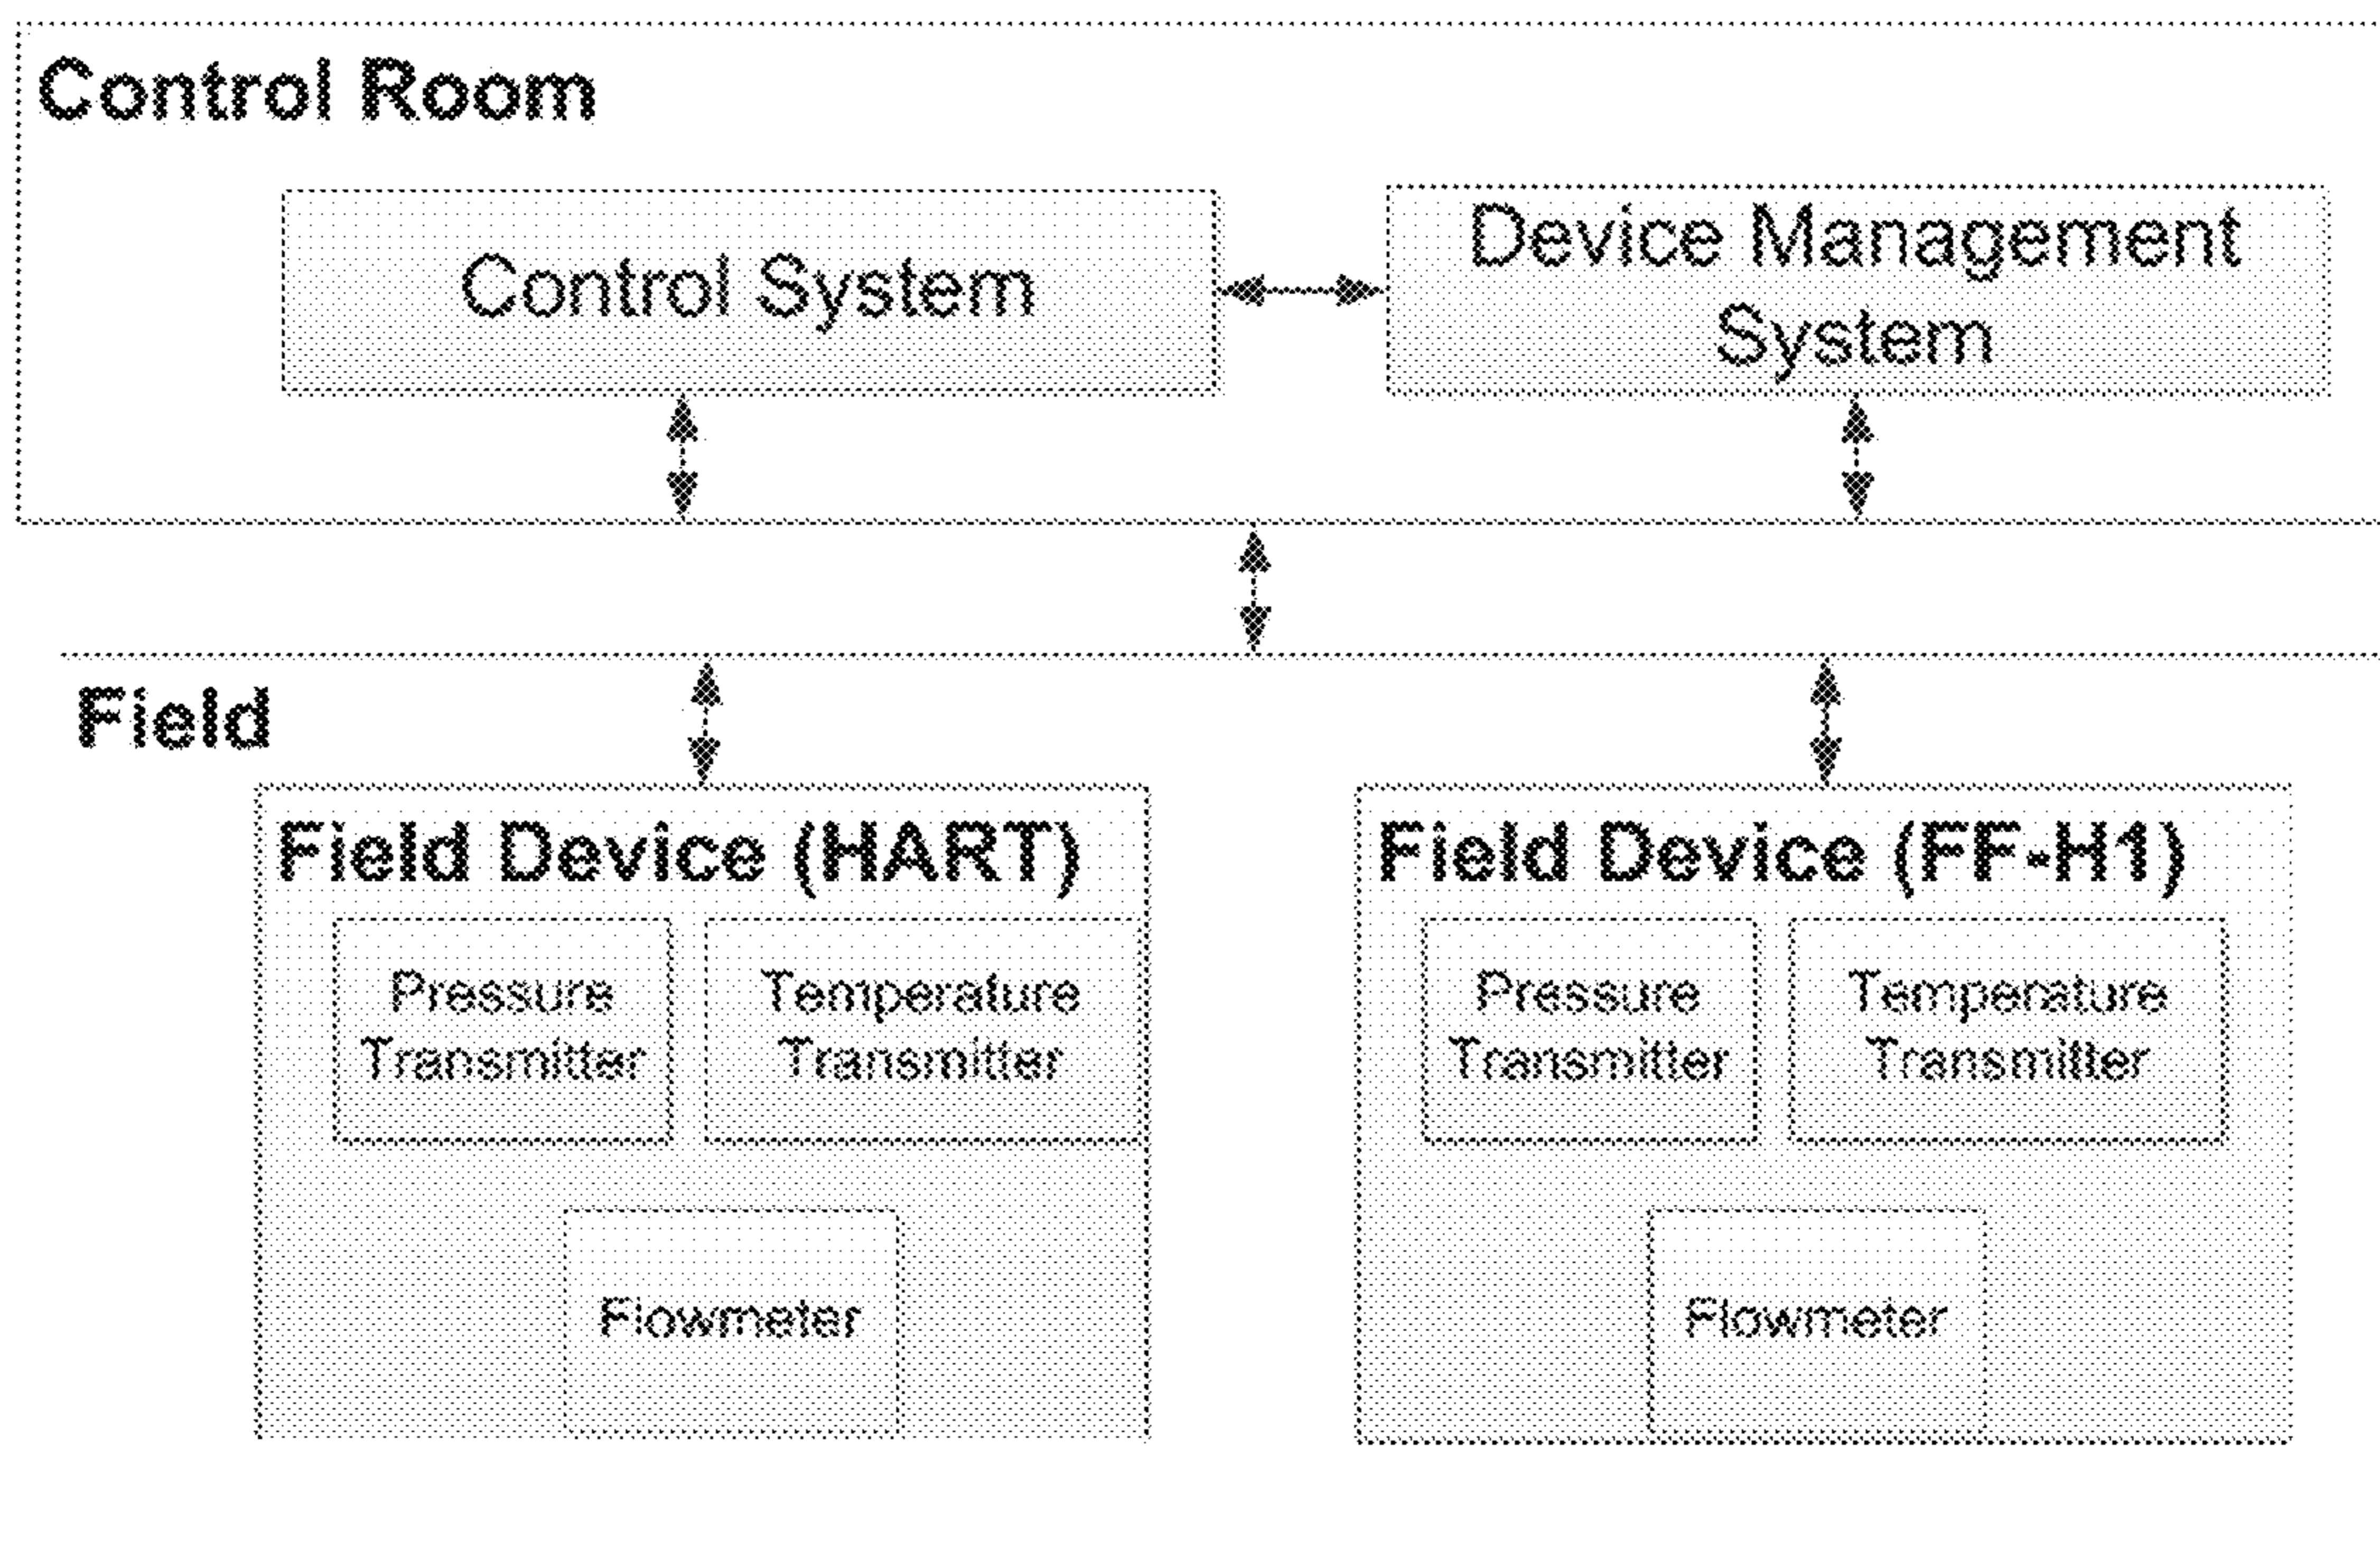 Control Room
Control System
Device Management
System
Field
Field Device (HART)
Pressure
Transmitter
Temperature
Transmitter
Flowmeter
Field Device (FF-H1)
Pressure
Transmitter
Temperature
Transmitter
Flowmeter